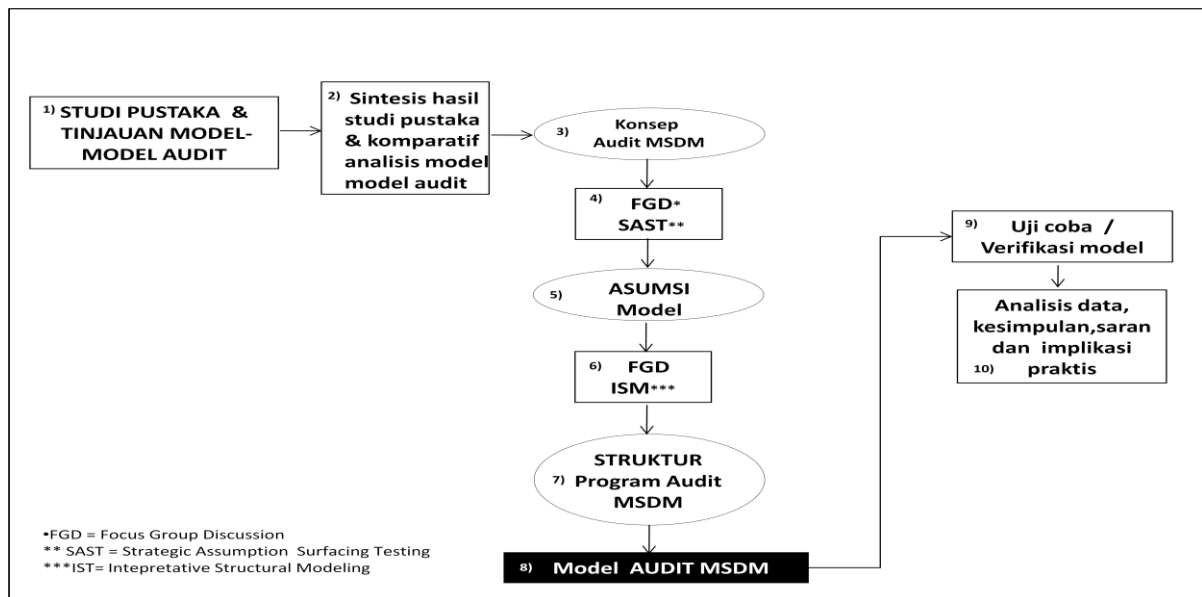 1) STUDI PUSTAKA &
TINJAUAN MODEL-
MODEL AUDIT
2) Sintesis hasil
studi pustaka
& komparatif
analisis model
model audit
3) Konsep
Audit MSDM
4) FGD*
SAST**
5) ASUMSI
Model
6) FGD
ISM***
STRUKTUR
7) Program Audit
MSDM
8) Model AUDIT MSDM
9) Uji coba /
Verifikasi model
Analisis data,
kesimpulan,saran
dan implikasi
10) praktis
•FGD = Focus Group Discussion
** SAST = Strategic Assumption Surfacing Testing
***IST= Intepretative Structural Modeling